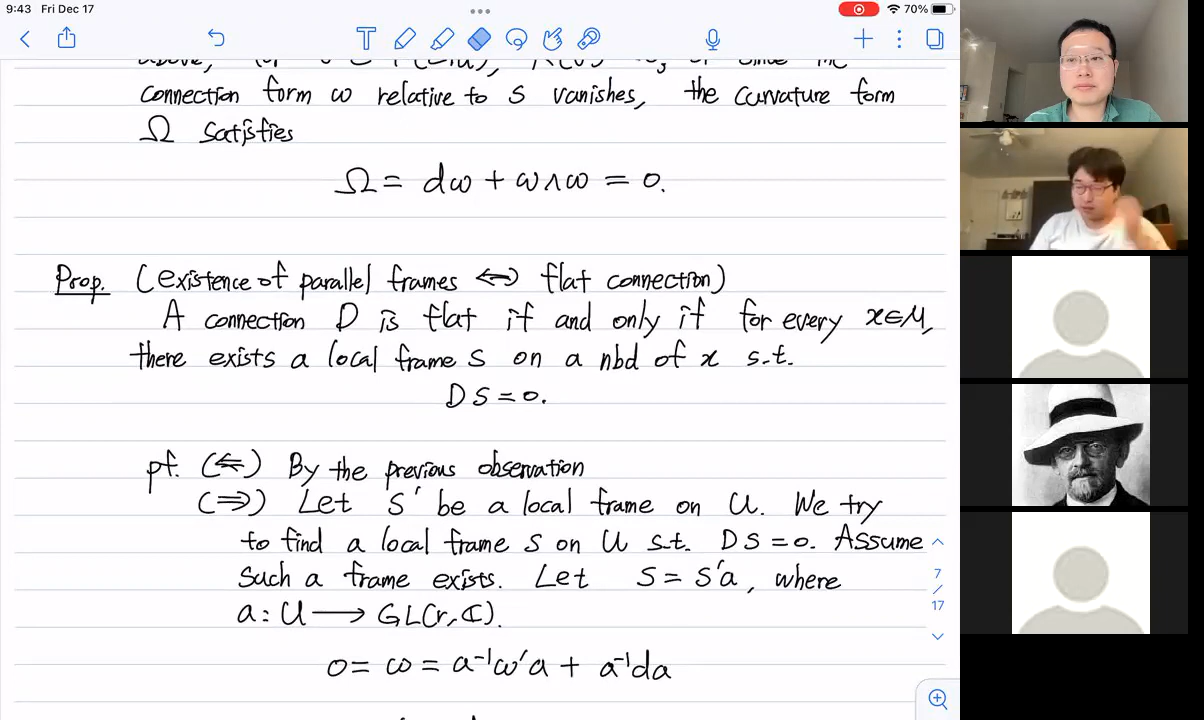 9:43 Fri Dec 17
70%
connection form ω relative to s vanishes, the curvature form
Ω satisfies
Ω = dω + ω∧ω = 0.
Prop. (existence of parallel frames ⟺ flat connection)
A connection D is flat if and only if for every x∈M,
there exists a local frame s on a nbd of x s.t.
DS = 0.
pf. (⇐) By the previous observation
(⇒) Let s' be a local frame on U. We try
to find a local frame s on U s.t. DS = 0. Assume
such a frame exists. Let s = s'a, where
a: U ⟶ GL(r, ℂ).
0 = ω = a⁻¹ω'a + a⁻¹da
7
/
17